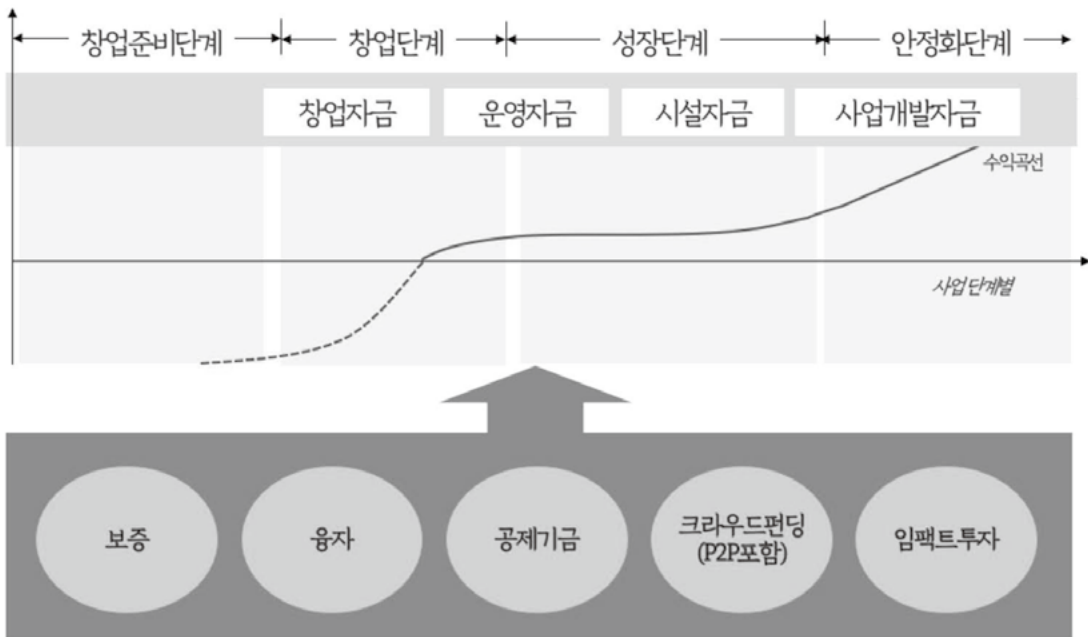 창업준비단계 창업단계 성장단계 안정화단계
창업자금 운영자금 시설자금 사업개발자금
수익곡선
사업 단계별
보증 융자 공제기금 크라우드펀딩 임팩트투자
(P2P포함)